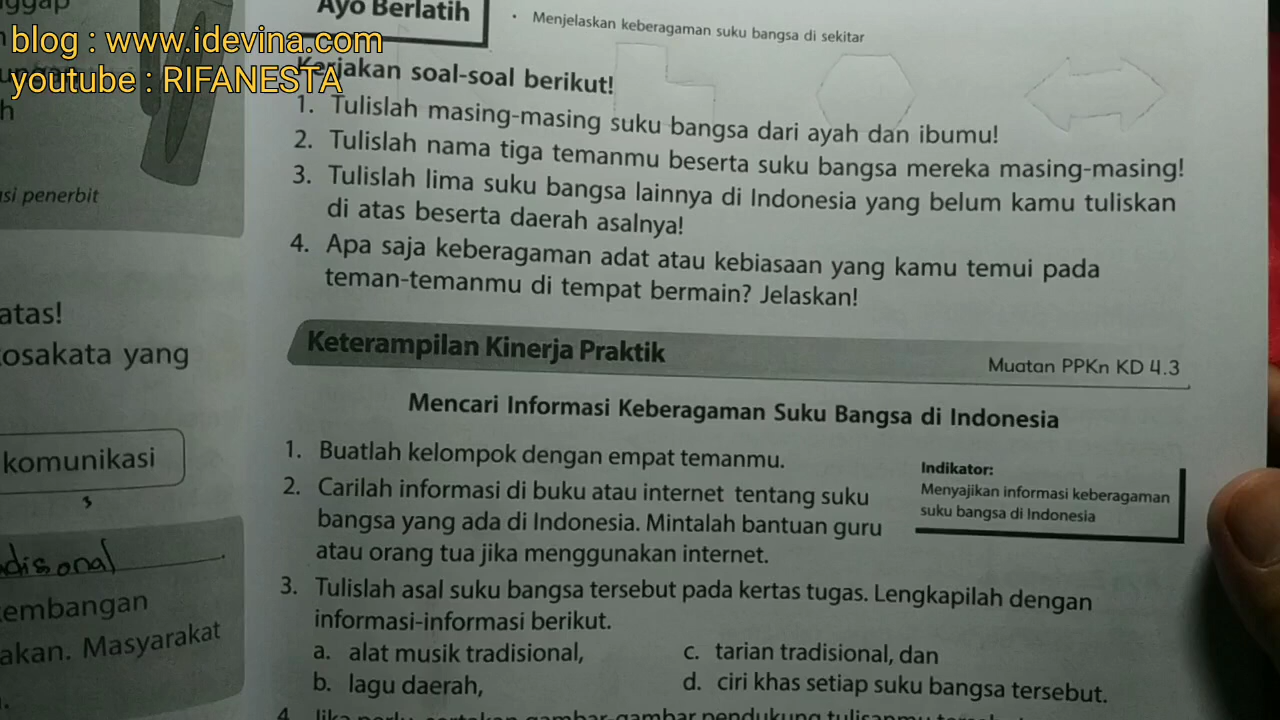 blog : www.idevina.com
youtube : RIFANESTA
h
si penerbit
atas!
osakata yang
komunikasi
embangan
akan. Masyarakat
Ayo Berlatih
• Menjelaskan keberagaman suku bangsa di sekitar
Kerjakan soal-soal berikut!
1. Tulislah masing-masing suku bangsa dari ayah dan ibumu!
2. Tulislah nama tiga temanmu beserta suku bangsa mereka masing-masing!
3. Tulislah lima suku bangsa lainnya di Indonesia yang belum kamu tuliskan
di atas beserta daerah asalnya!
4. Apa saja keberagaman adat atau kebiasaan yang kamu temui pada
teman-temanmu di tempat bermain? Jelaskan!
Keterampilan Kinerja Praktik
Muatan PPKn KD 4.3
Mencari Informasi Keberagaman Suku Bangsa di Indonesia
1. Buatlah kelompok dengan empat temanmu.
2. Carilah informasi di buku atau internet tentang suku
bangsa yang ada di Indonesia. Mintalah bantuan guru
atau orang tua jika menggunakan internet.
Indikator:
Menyajikan informasi keberagaman
suku bangsa di Indonesia
3. Tulislah asal suku bangsa tersebut pada kertas tugas. Lengkapilah dengan
informasi-informasi berikut.
a. alat musik tradisional,
b. lagu daerah,
c. tarian tradisional, dan
d. ciri khas setiap suku bangsa tersebut.